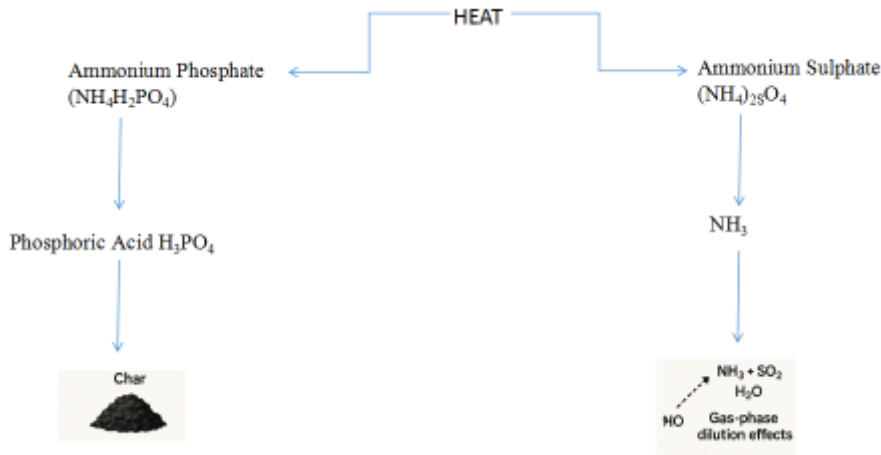 HEAT
Ammonium Phosphate
(NH₄H₂PO₄)
Ammonium Sulphate
(NH₄)₂SO₄
Phosphoric Acid H₃PO₄
NH₃
Char
NH₃ + SO₂
H₂O
HO
Gas-phase
dilution effects